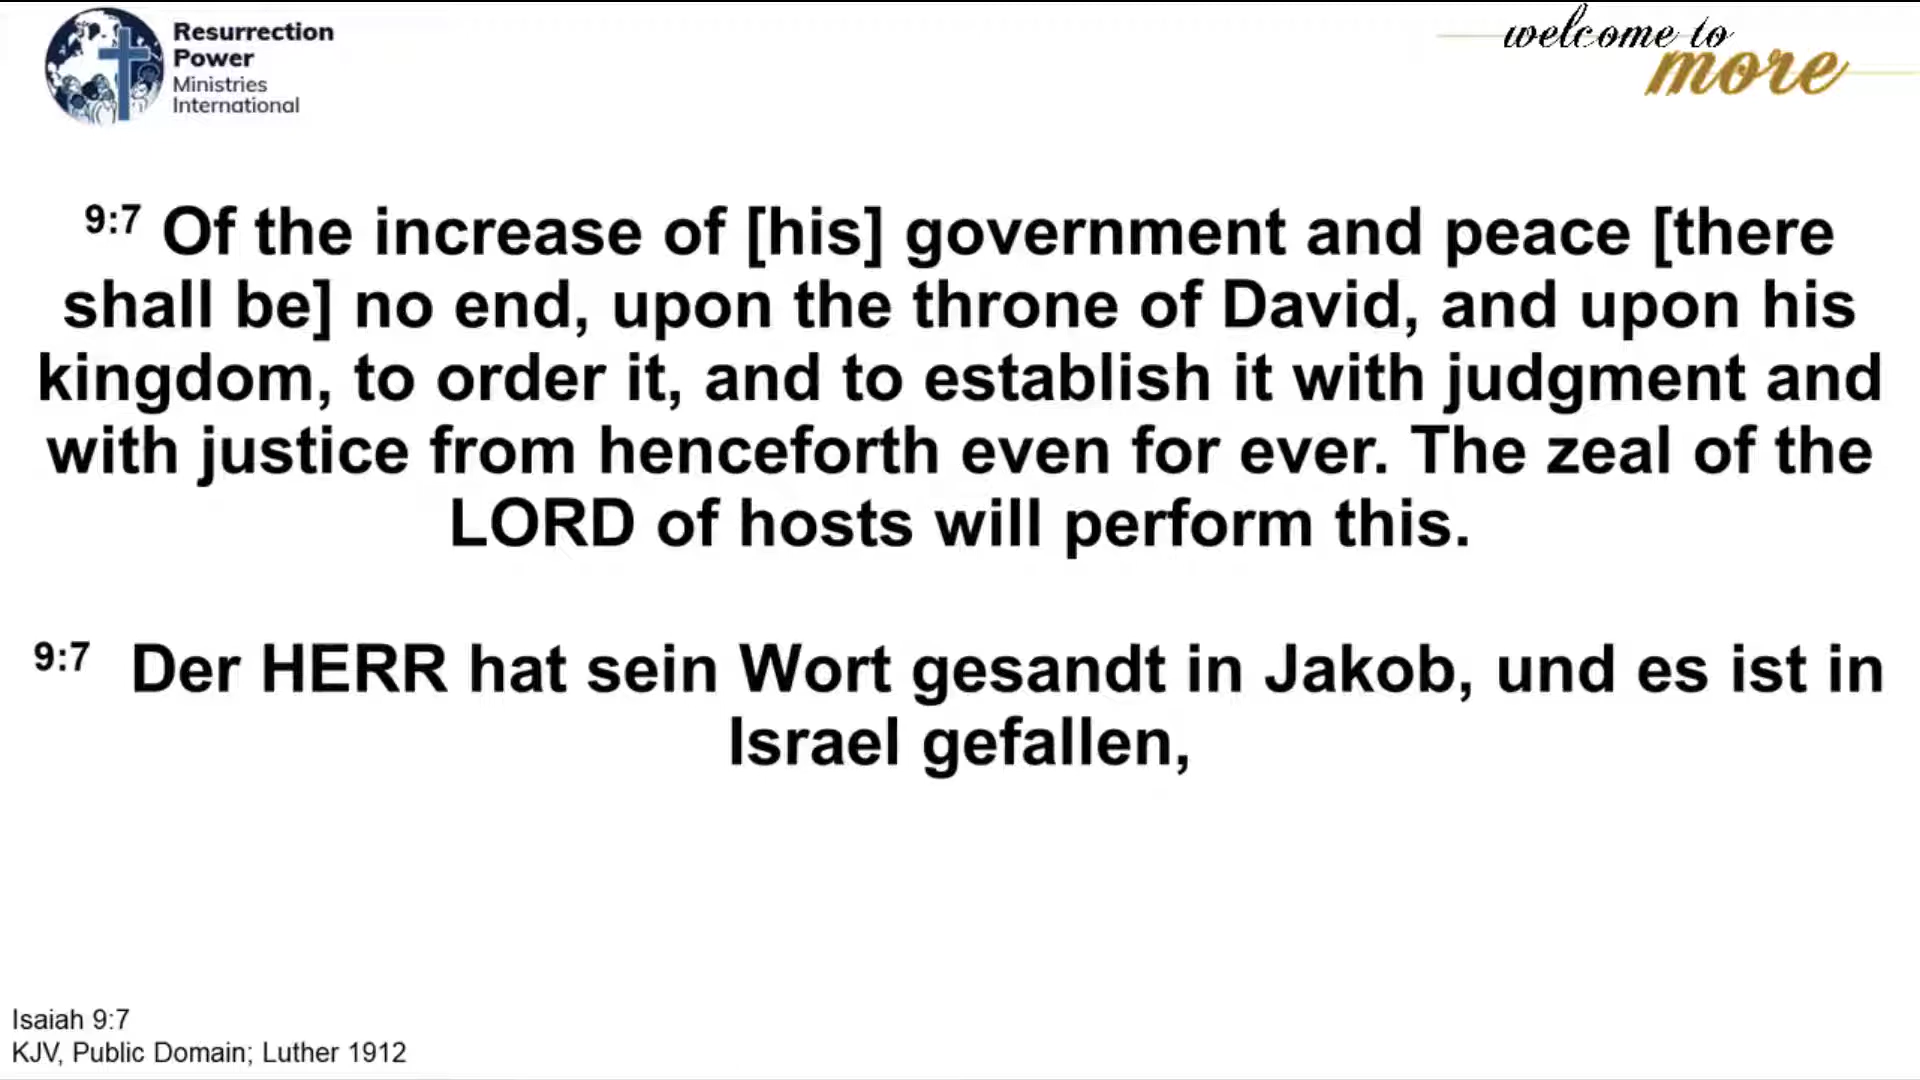 Resurrection
Power
Ministries
International
welcome to
more
9:7 Of the increase of [his] government and peace [there
shall be] no end, upon the throne of David, and upon his
kingdom, to order it, and to establish it with judgment and
with justice from henceforth even for ever. The zeal of the
LORD of hosts will perform this.
9:7 Der HERR hat sein Wort gesandt in Jakob, und es ist in
Israel gefallen,
Isaiah 9:7
KJV, Public Domain; Luther 1912